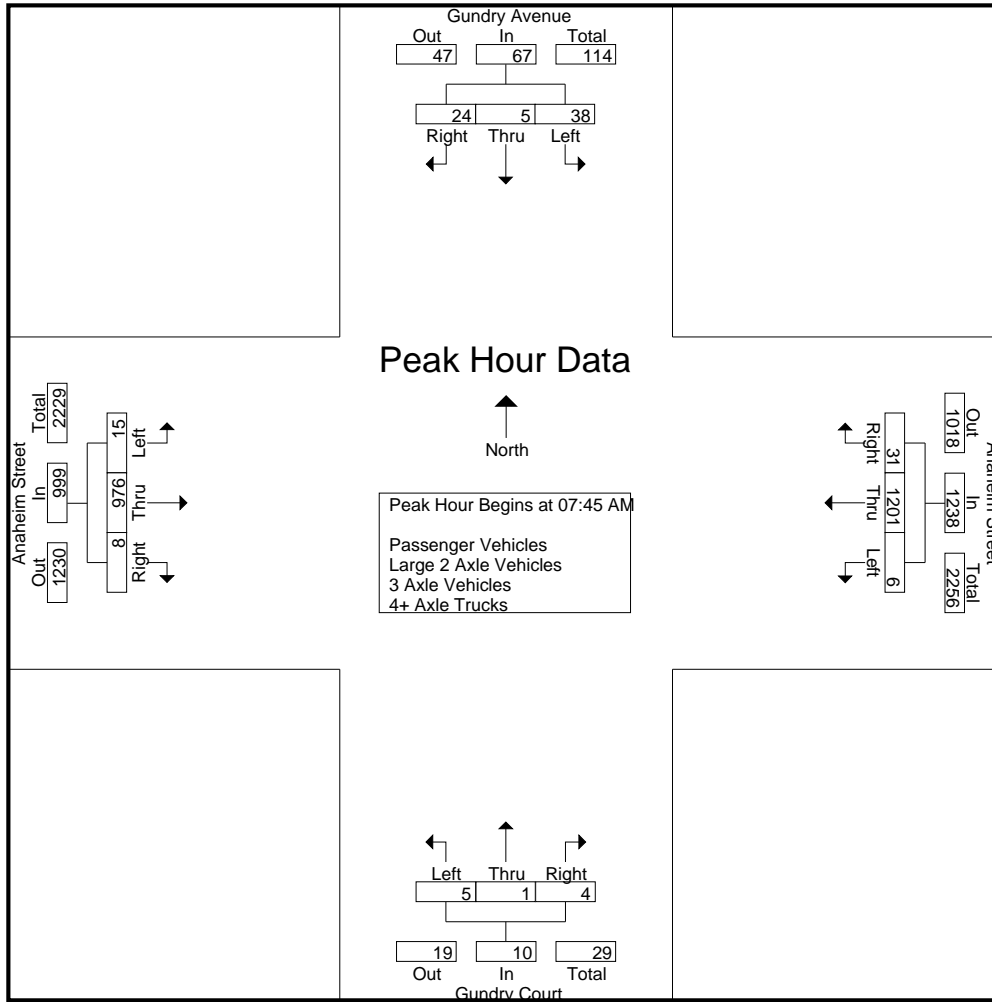 Gundry Avenue
Out In Total
47 67 114
24 5 38
Right Thru Left
Peak Hour Data
North
Peak Hour Begins at 07:45 AM
Passenger Vehicles
Large 2 Axle Vehicles
3 Axle Vehicles
4+ Axle Trucks
Anaheim Street
Out In Total
1230 999 2229
Right Thru Left
8 976 15
Anaheim Street
Out In Total
1018 1238 2256
31 1201 6
Right Thru Left
Left Thru Right
5 1 4
19 10 29
Out In Total
Gundry Court